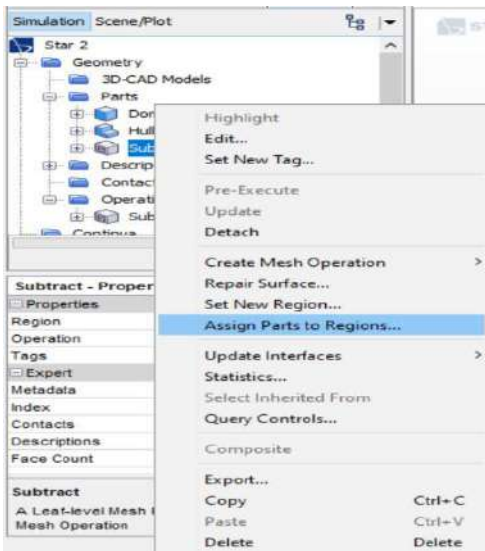 Simulation Scene/Plot
Star 2
Geometry
3D-CAD Models
Parts
Hull
Sub
Descrip
Contac
Operati
Sub
Continua
Highlight
Edit...
Set New Tag...
Pre-Execute
Update
Detach
Create Mesh Operation
Repair Surface...
Set New Region...
Assign Parts to Regions...
Update Interfaces
Statistics...
Select Inherited From
Query Controls...
Composite
Export...
Copy Ctrl+C
Paste Ctrl+V
Delete Delete
Subtract - Proper
Properties
Region
Operation
Tags
Expert
Metadata
Index
Contacts
Descriptions
Face Count
Subtract
A Leaf-level Mesh
Mesh Operation